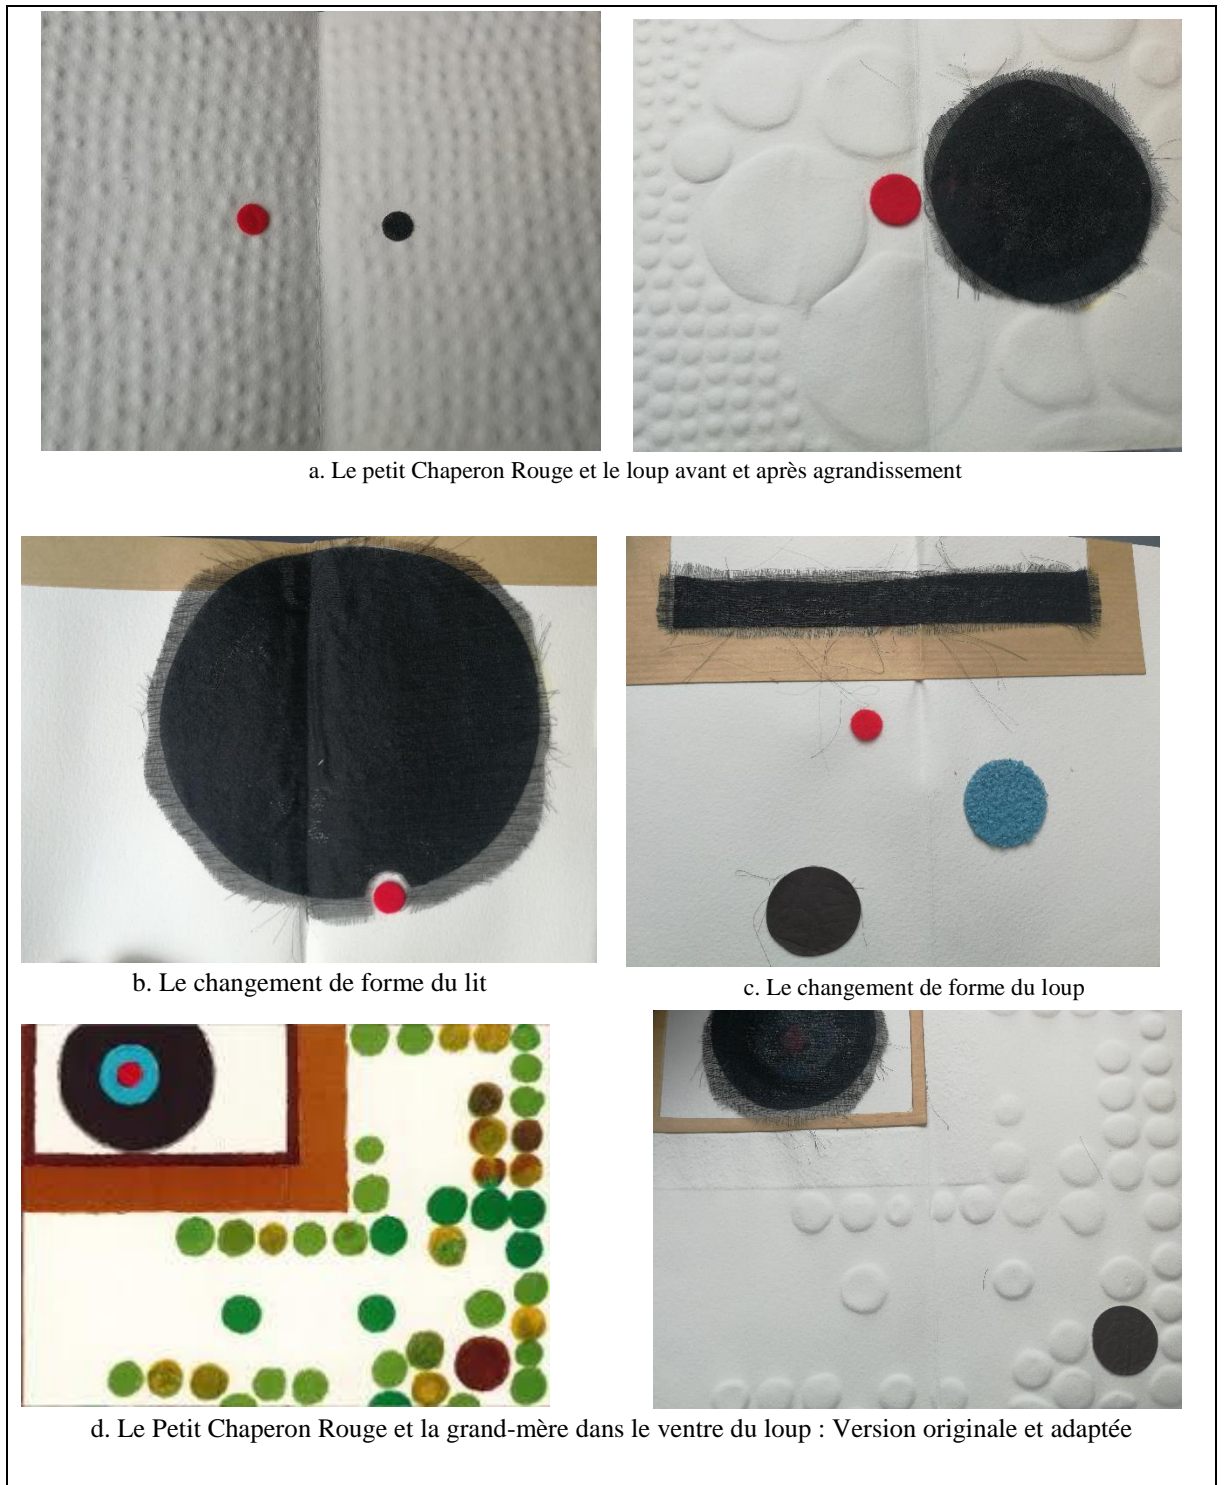 a. Le petit Chaperon Rouge et le loup avant et après agrandissement
b. Le changement de forme du lit
c. Le changement de forme du loup
d. Le Petit Chaperon Rouge et la grand-mère dans le ventre du loup : Version originale et adaptée